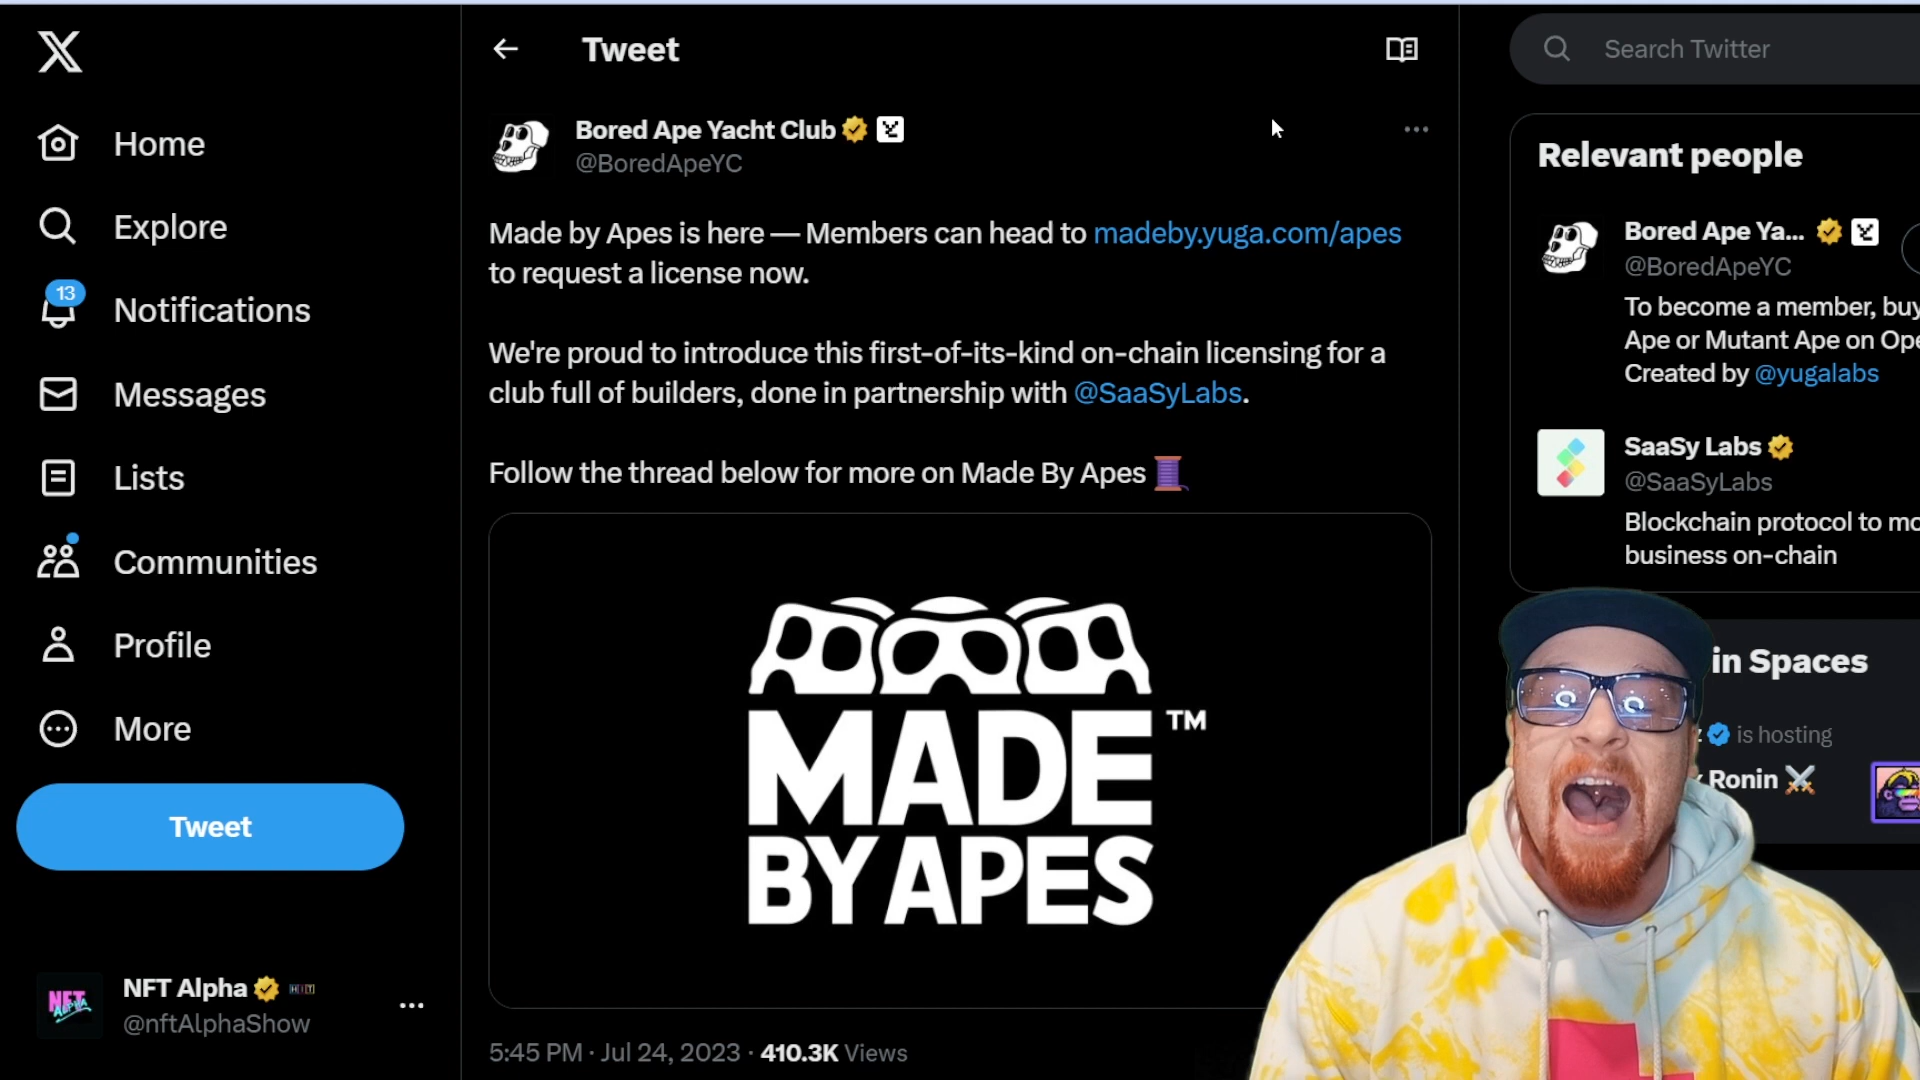 Home
Explore
13
Notifications
Messages
Lists
Communities
Profile
More
Tweet
NFT Alpha
@nftAlphaShow
Tweet
Bored Ape Yacht Club
@BoredApeYC
Made by Apes is here — Members can head to madeby.yuga.com/apes
to request a license now.
We're proud to introduce this first-of-its-kind on-chain licensing for a
club full of builders, done in partnership with @SaaSyLabs.
Follow the thread below for more on Made By Apes
MADE ™
BY APES
5:45 PM · Jul 24, 2023 · 410.3K Views
Search Twitter
Relevant people
Bored Ape Ya...
@BoredApeYC
To become a member, buy
Ape or Mutant Ape on Ope
Created by @yugalabs
SaaSy Labs
@SaaSyLabs
Blockchain protocol to mo
business on-chain
in Spaces
is hosting
Ronin